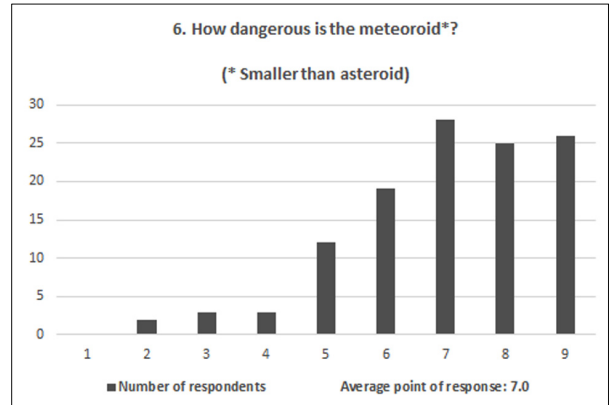 6. How dangerous is the meteoroid*?
(* Smaller than asteroid)
30
25
20
15
10
5
0
1 2 3 4 5 6 7 8 9
Number of respondents Average point of response: 7.0